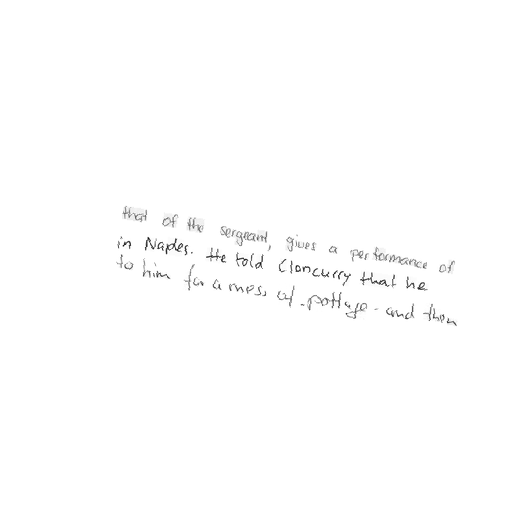 that of the sergeant, gives a performance of
in Naples. He told Cloncurry that he
to him for a mess of pottage - and then